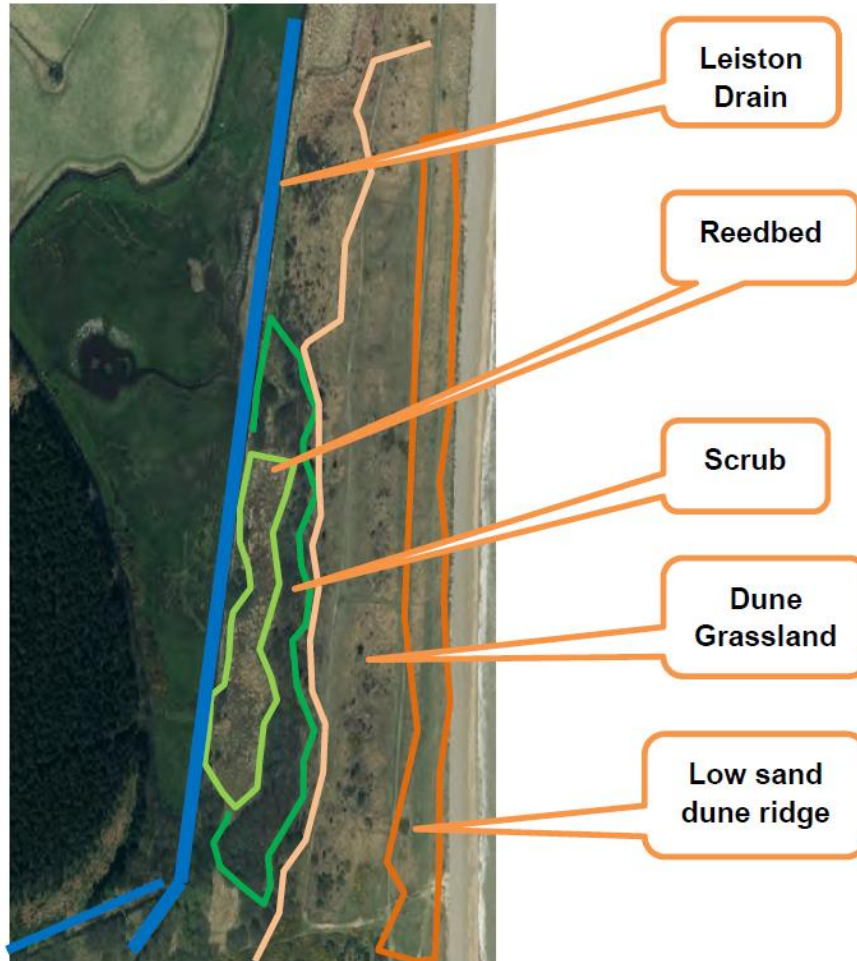 Leiston
Drain
Reedbed
Scrub
Dune
Grassland
Low sand
dune ridge